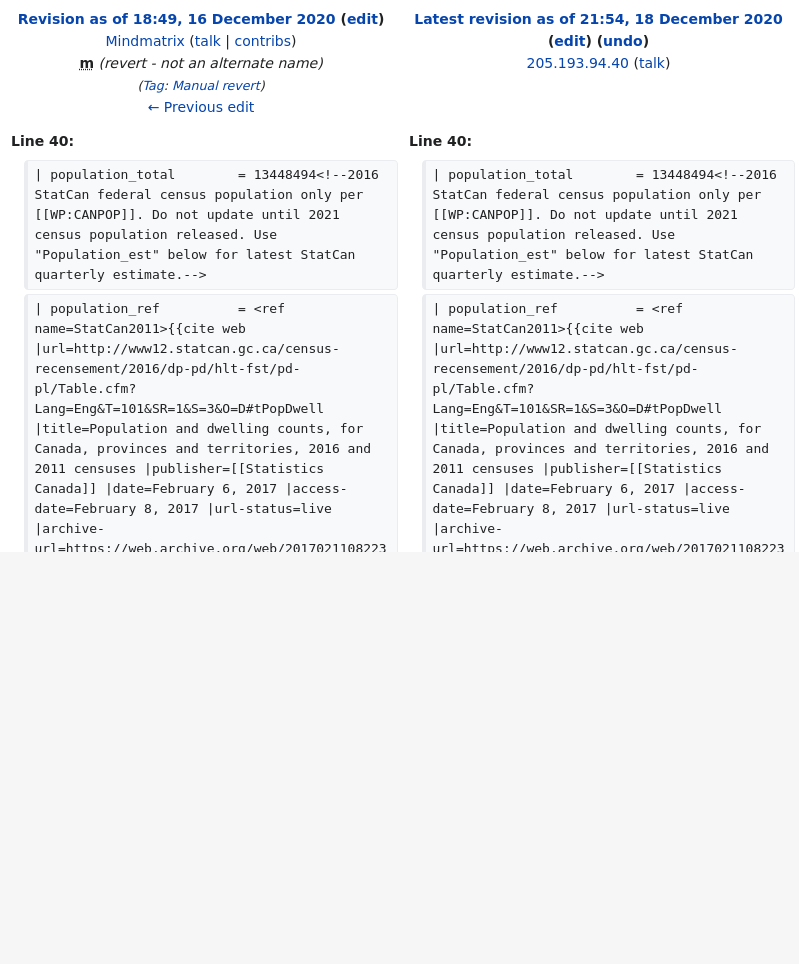 Revision as of 18:49, 16 December 2020 (edit)
Mindmatrix (talk | contribs)
m (revert - not an alternate name)
(Tag: Manual revert)
← Previous edit
Latest revision as of 21:54, 18 December 2020
(edit) (undo)
205.193.94.40 (talk)
Line 40:
Line 40:
| population_total        = 13448494<!--2016
StatCan federal census population only per
[[WP:CANPOP]]. Do not update until 2021
census population released. Use
"Population_est" below for latest StatCan
quarterly estimate.-->
| population_total        = 13448494<!--2016
StatCan federal census population only per
[[WP:CANPOP]]. Do not update until 2021
census population released. Use
"Population_est" below for latest StatCan
quarterly estimate.-->
| population_ref          = <ref
name=StatCan2011>{{cite web
|url=http://www12.statcan.gc.ca/census-
recensement/2016/dp-pd/hlt-fst/pd-
pl/Table.cfm?
Lang=Eng&T=101&SR=1&S=3&O=D#tPopDwell
|title=Population and dwelling counts, for
Canada, provinces and territories, 2016 and
2011 censuses |publisher=[[Statistics
Canada]] |date=February 6, 2017 |access-
date=February 8, 2017 |url-status=live
|archive-
url=https://web.archive.org/web/2017021108223
| population_ref          = <ref
name=StatCan2011>{{cite web
|url=http://www12.statcan.gc.ca/census-
recensement/2016/dp-pd/hlt-fst/pd-
pl/Table.cfm?
Lang=Eng&T=101&SR=1&S=3&O=D#tPopDwell
|title=Population and dwelling counts, for
Canada, provinces and territories, 2016 and
2011 censuses |publisher=[[Statistics
Canada]] |date=February 6, 2017 |access-
date=February 8, 2017 |url-status=live
|archive-
url=https://web.archive.org/web/2017021108223